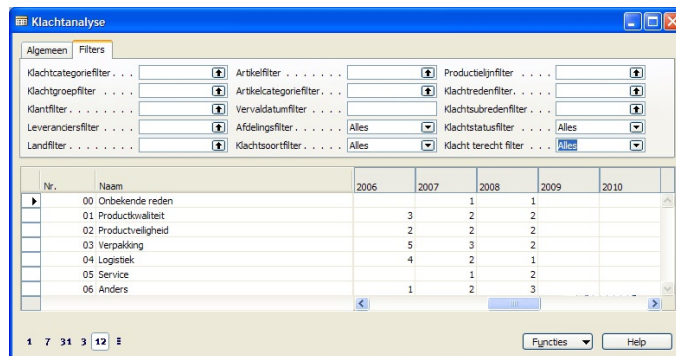 Klachtanalyse
Algemeen Filters
Klachtcategoriefilter . . . Artikelfilter . . . . . . . Productielijnfilter . . . .
Klachtgroepfilter . . . . Artikelcategoriefilter. . . Klachtredenfilter. . . . .
Klantfilter. . . . . . . . Vervaldatumfilter . . . . Klachtsubredenfilter. . .
Leveranciersfilter . . . . Afdelingsfilter. . . . . . Alles Klachtstatusfilter . . . . Alles
Landfilter . . . . . . . . Klachtsoortfilter. . . . . Alles Klacht terecht filter . . . Alles
Nr. Naam 2006 2007 2008 2009 2010
00 Onbekende reden 1 1
01 Productkwaliteit 3 2 2
02 Productveiligheid 2 2 2
03 Verpakking 5 3 2
04 Logistiek 4 2 1
05 Service 1 2
06 Anders 1 2 3
1 7 31 3 12 Functies Help